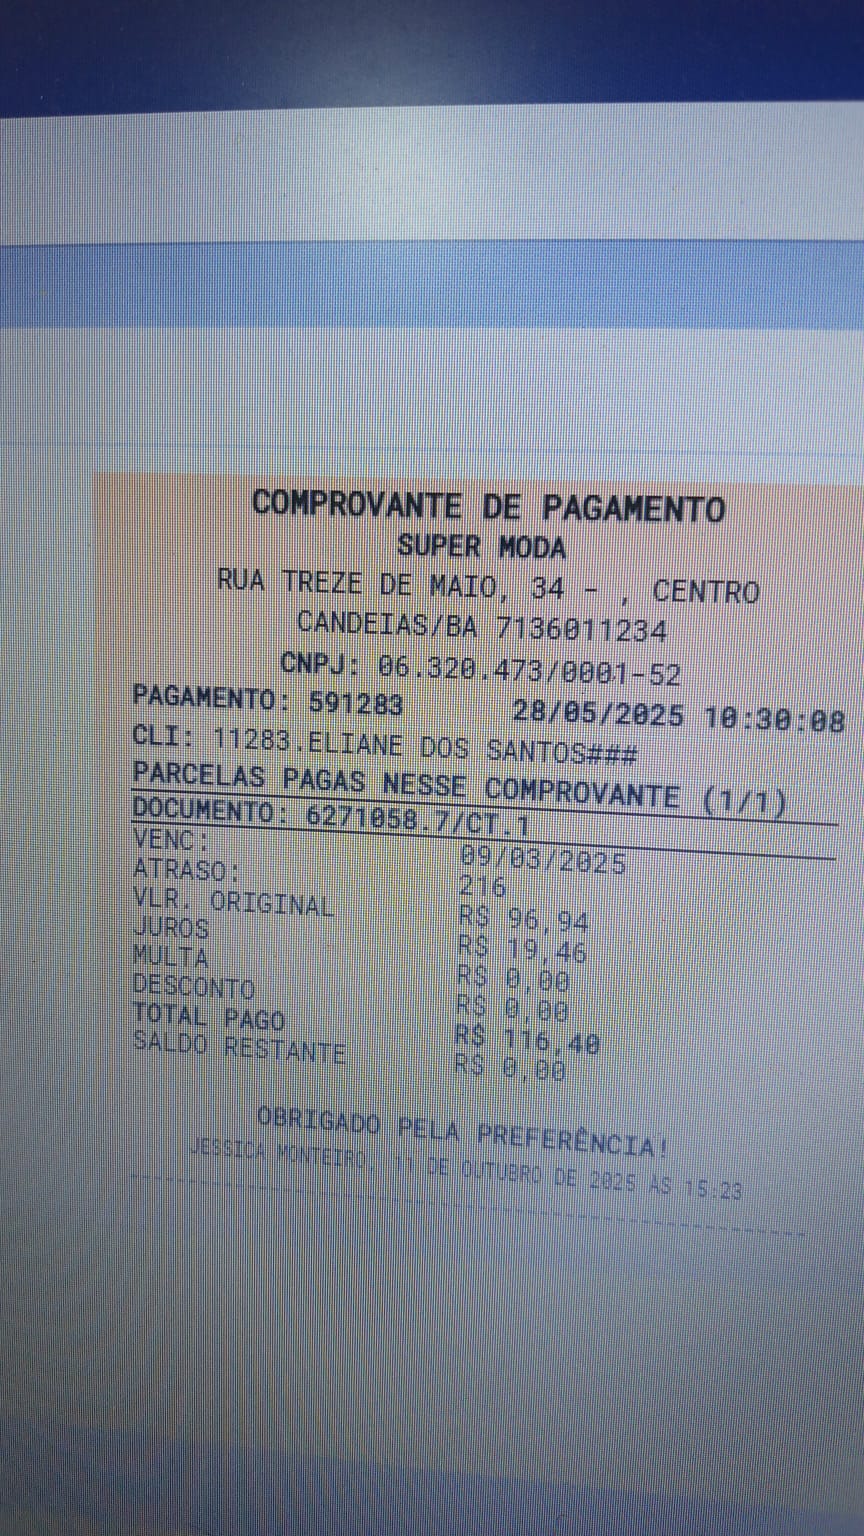 COMPROVANTE DE PAGAMENTO
SUPER MODA
RUA TREZE DE MAIO, 34 - , CENTRO
CANDEIAS/BA 7136011234
CNPJ: 06.320.473/0001-52
PAGAMENTO: 591283 28/05/2025 10:30:08
CLI: 11283.ELIANE DOS SANTOS###
PARCELAS PAGAS NESSE COMPROVANTE (1/1)
DOCUMENTO: 6271058.7/CT.1
VENC: 09/03/2025
ATRASO: 216
VLR. ORIGINAL R$ 96,94
JUROS R$ 19,46
MULTA R$ 0,00
DESCONTO R$ 0,00
TOTAL PAGO R$ 116,40
SALDO RESTANTE R$ 0,00
OBRIGADO PELA PREFERÊNCIA!
JESSICA MONTEIRO, 11 DE OUTUBRO DE 2025 ÀS 15:23